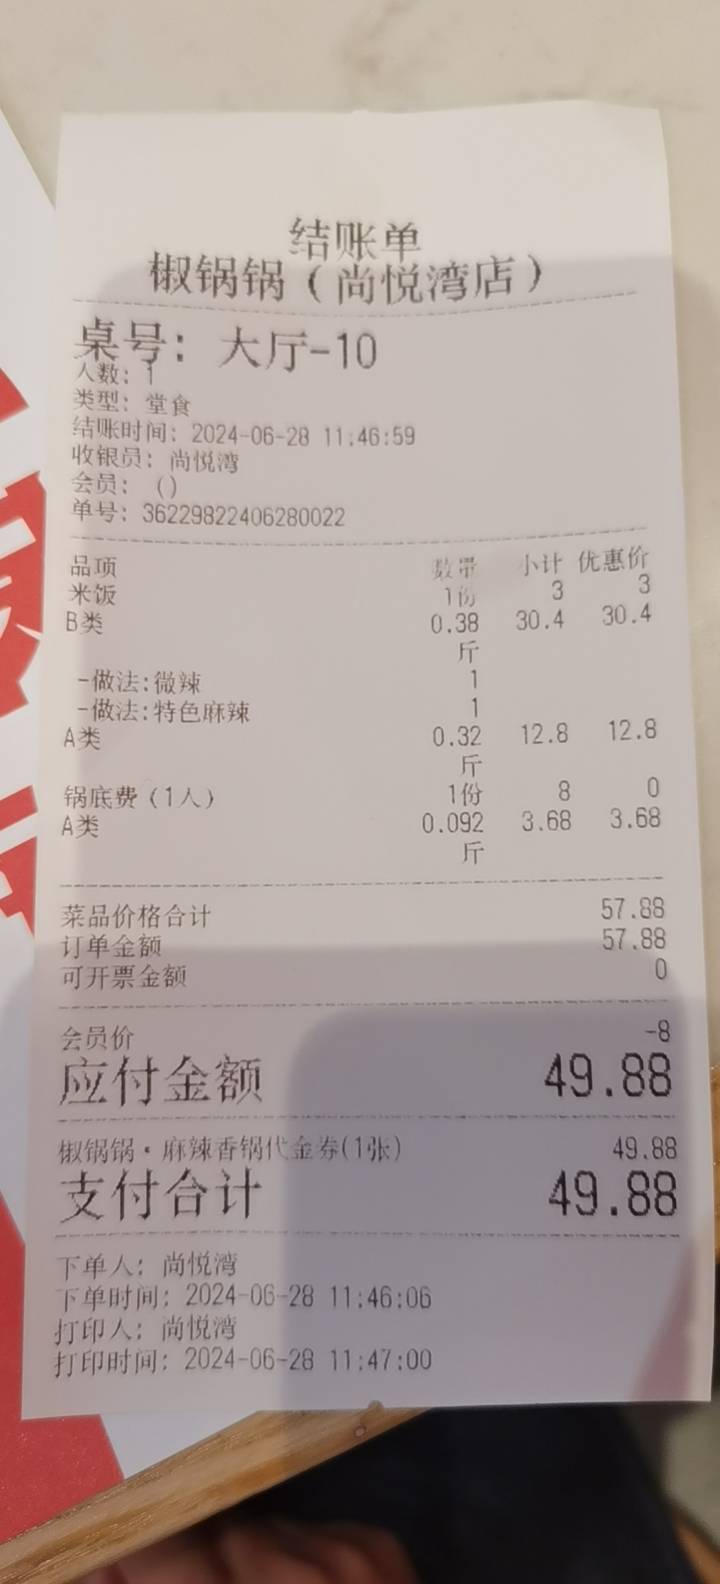 结账单
椒锅锅（尚悦湾店）
桌号：大厅-10
人数：1
类型：堂食
结账时间：2024-06-28 11:46:59
收银员：尚悦湾
会员：（）
单号：36229822406280022
品项 数量 小计 优惠价
米饭 1份 3 3
B类 0.38 30.4 30.4
斤
-做法:微辣 1
-做法:特色麻辣 1
A类 0.32 12.8 12.8
斤
锅底费（1人） 1份 8 0
A类 0.092 3.68 3.68
斤
菜品价格合计 57.88
订单金额 57.88
可开票金额 0
会员价 -8
应付金额 49.88
椒锅锅·麻辣香锅代金券(1张) 49.88
支付合计 49.88
下单人：尚悦湾
下单时间：2024-06-28 11:46:06
打印人：尚悦湾
打印时间：2024-06-28 11:47:00